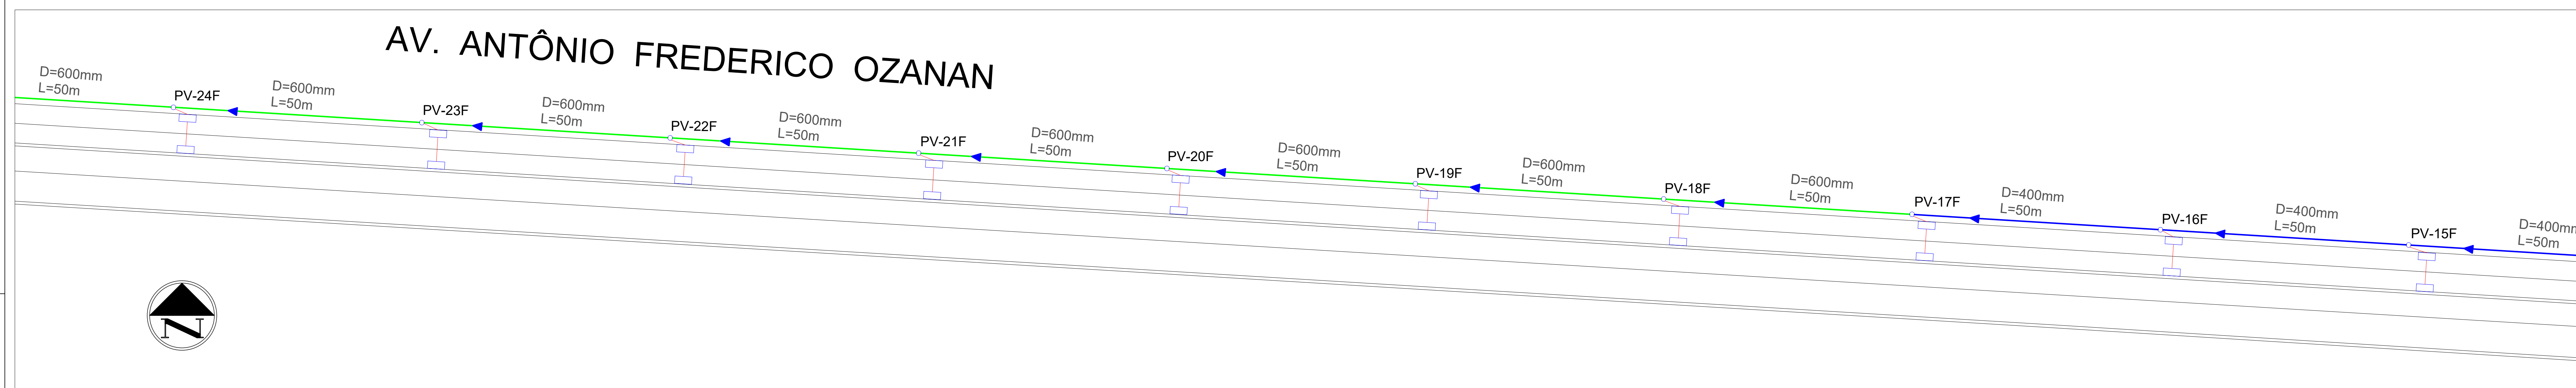 AV. ANTÔNIO FREDERICO OZANAN
D=600mm
L=50m
PV-24F
D=600mm
L=50m
PV-23F
D=600mm
L=50m
PV-22F
D=600mm
L=50m
PV-21F
D=600mm
L=50m
PV-20F
D=600mm
L=50m
PV-19F
D=600mm
L=50m
PV-18F
D=600mm
L=50m
PV-17F
D=400mm
L=50m
PV-16F
D=400mm
L=50m
PV-15F
D=400mm
L=50m
N